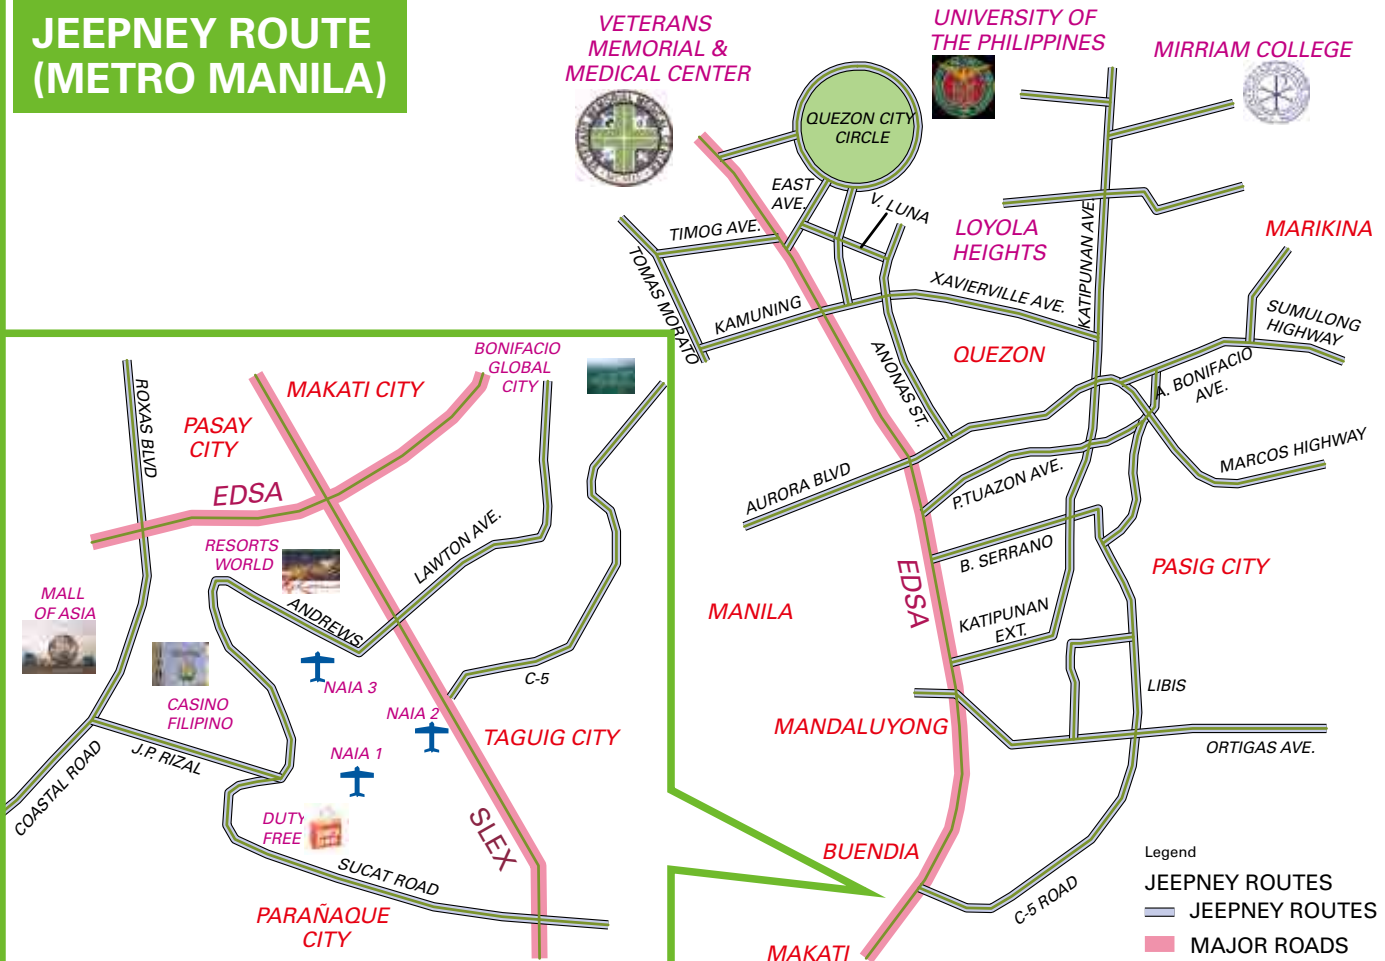 JEEPNEY ROUTE
(METRO MANILA)
VETERANS
MEMORIAL &
MEDICAL CENTER
UNIVERSITY OF
THE PHILIPPINES
MIRRIAM COLLEGE
QUEZON CITY
CIRCLE
EAST
AVE.
V. LUNA
TIMOG AVE.
TOMAS MORATO
KAMUNING
LOYOLA
HEIGHTS
KATIPUNAN AVE
MARIKINA
XAVIERVILLE AVE.
SUMULONG
HIGHWAY
QUEZON
ANONAS ST.
A. BONIFACIO
AVE.
MARCOS HIGHWAY
AURORA BLVD
P.TUAZON AVE.
B. SERRANO
EDSA
KATIPUNAN
EXT.
PASIG CITY
MANILA
LIBIS
MANDALUYONG
ORTIGAS AVE.
BUENDIA
C-5 ROAD
MAKATI
BONIFACIO
GLOBAL
CITY
MAKATI CITY
ROXAS BLVD
PASAY
CITY
EDSA
RESORTS
WORLD
LAWTON AVE.
MALL
OF ASIA
ANDREWS
NAIA 3
C-5
CASINO
FILIPINO
NAIA 2
TAGUIG CITY
J.P. RIZAL
NAIA 1
COASTAL ROAD
DUTY
FREE
SLEX
SUCAT ROAD
PARAÑAQUE
CITY
Legend
JEEPNEY ROUTES
JEEPNEY ROUTES
MAJOR ROADS